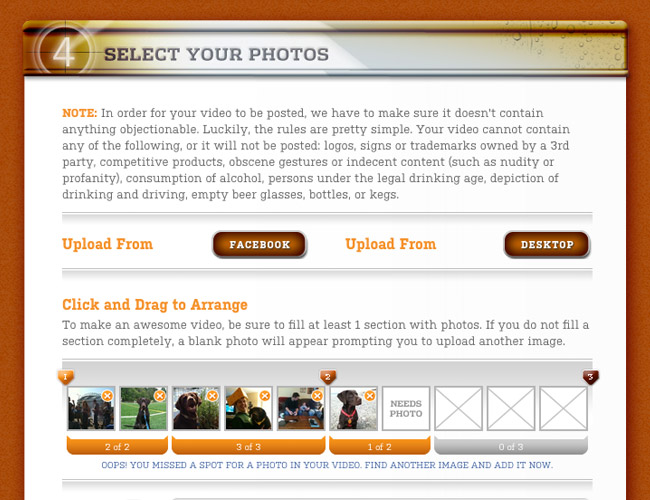 4 SELECT YOUR PHOTOS
NOTE: In order for your video to be posted, we have to make sure it doesn't contain
anything objectionable. Luckily, the rules are pretty simple. Your video cannot contain
any of the following, or it will not be posted: logos, signs or trademarks owned by a 3rd
party, competitive products, obscene gestures or indecent content (such as nudity or
profanity), consumption of alcohol, persons under the legal drinking age, depiction of
drinking and driving, empty beer glasses, bottles, or kegs.
Upload From FACEBOOK Upload From DESKTOP
Click and Drag to Arrange
To make an awesome video, be sure to fill at least 1 section with photos. If you do not fill a
section completely, a blank photo will appear prompting you to upload another image.
1 2 3
NEEDS
PHOTO
2 of 2 3 of 3 1 of 2 0 of 3
OOPS! YOU MISSED A SPOT FOR A PHOTO IN YOUR VIDEO. FIND ANOTHER IMAGE AND ADD IT NOW.